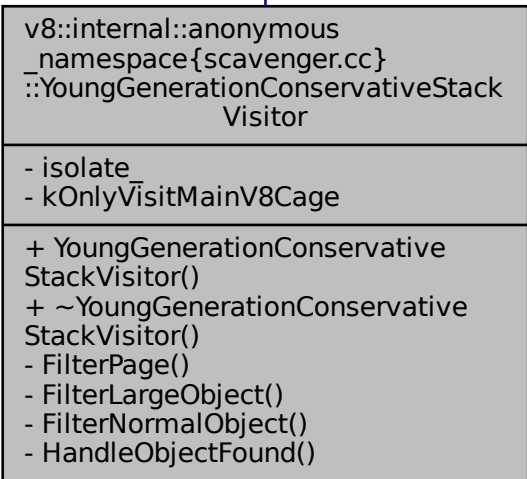 v8::internal::anonymous
_namespace{scavenger.cc}
::YoungGenerationConservativeStack
Visitor
- isolate_
- kOnlyVisitMainV8Cage
+ YoungGenerationConservative
StackVisitor()
+ ~YoungGenerationConservative
StackVisitor()
- FilterPage()
- FilterLargeObject()
- FilterNormalObject()
- HandleObjectFound()